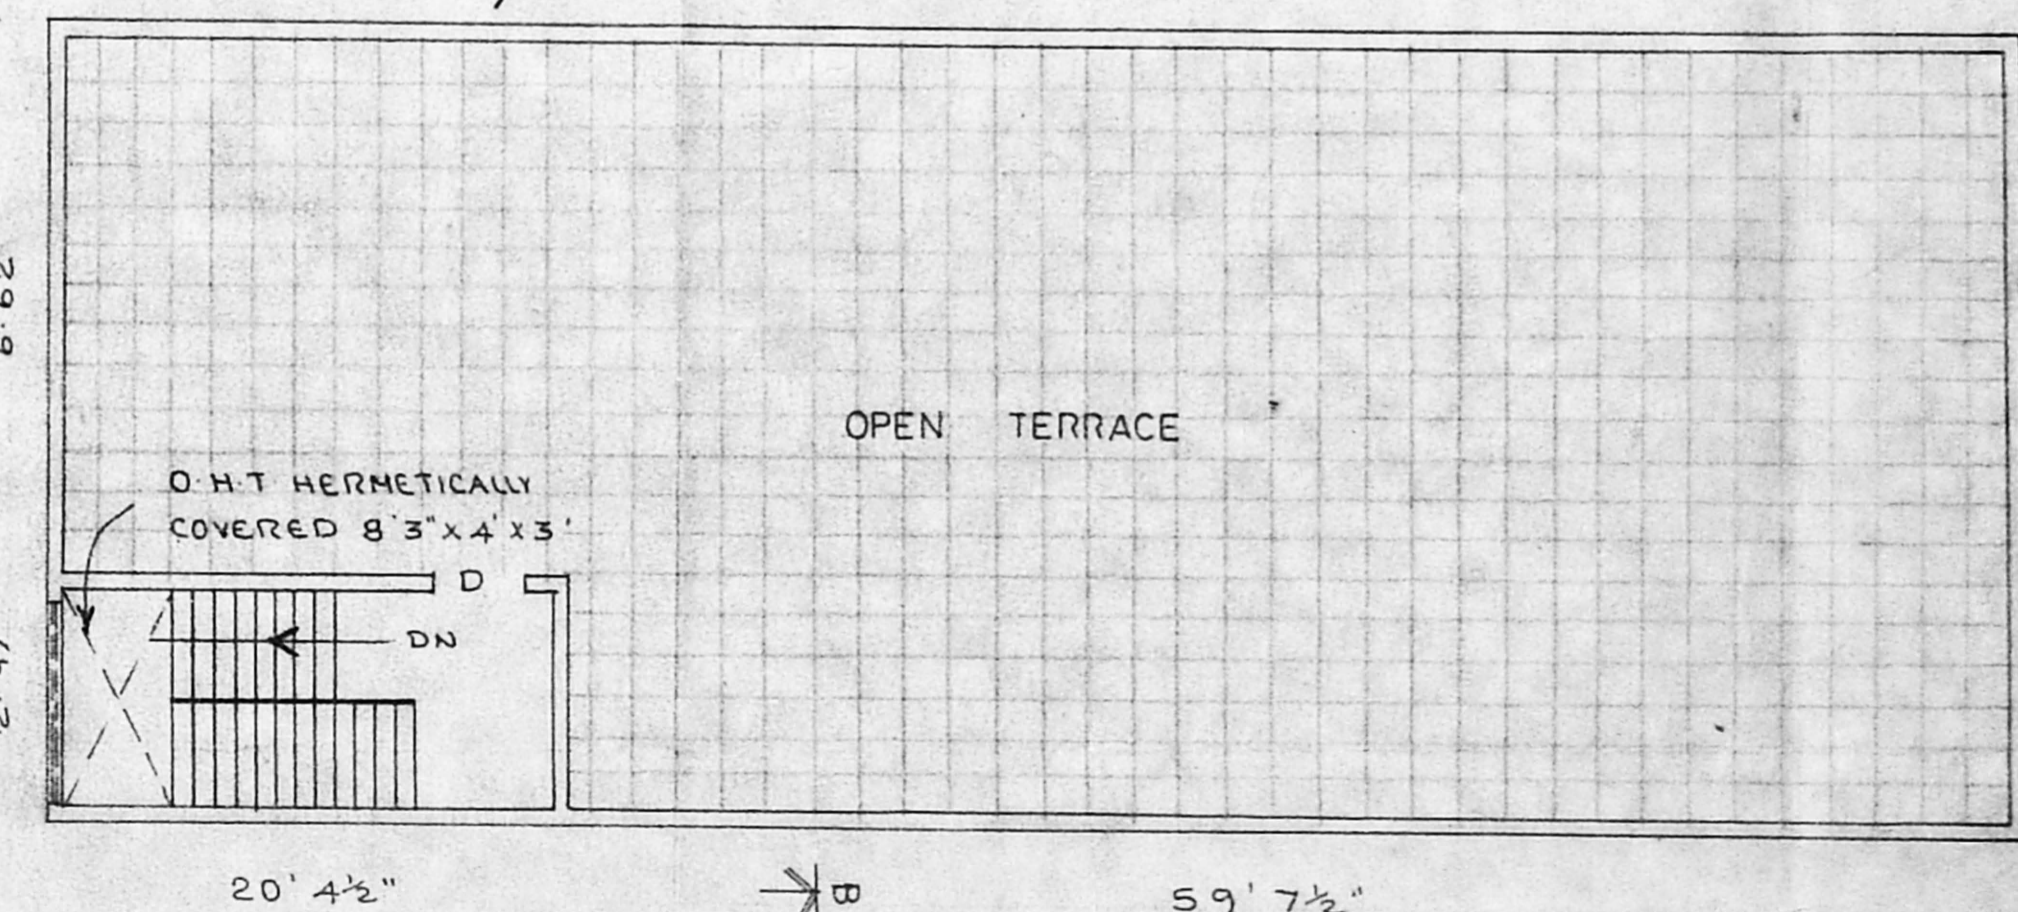 OPEN TERRACE
O.H.T HERMETICALLY
COVERED 8'3"X4'X3'
D
DN
20' 4½"
B
59' 7½"